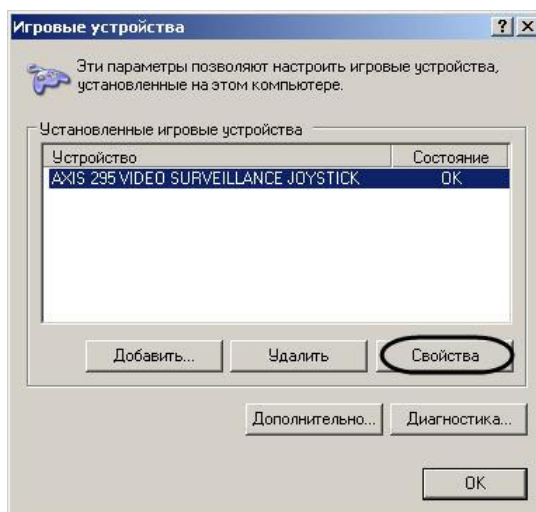 Игровые устройства
Эти параметры позволяют настроить игровые устройства,
установленные на этом компьютере.
Установленные игровые устройства
Устройство Состояние
AXIS 295 VIDEO SURVEILLANCE JOYSTICK OK
Добавить... Удалить Свойства
Дополнительно... Диагностика...
OK